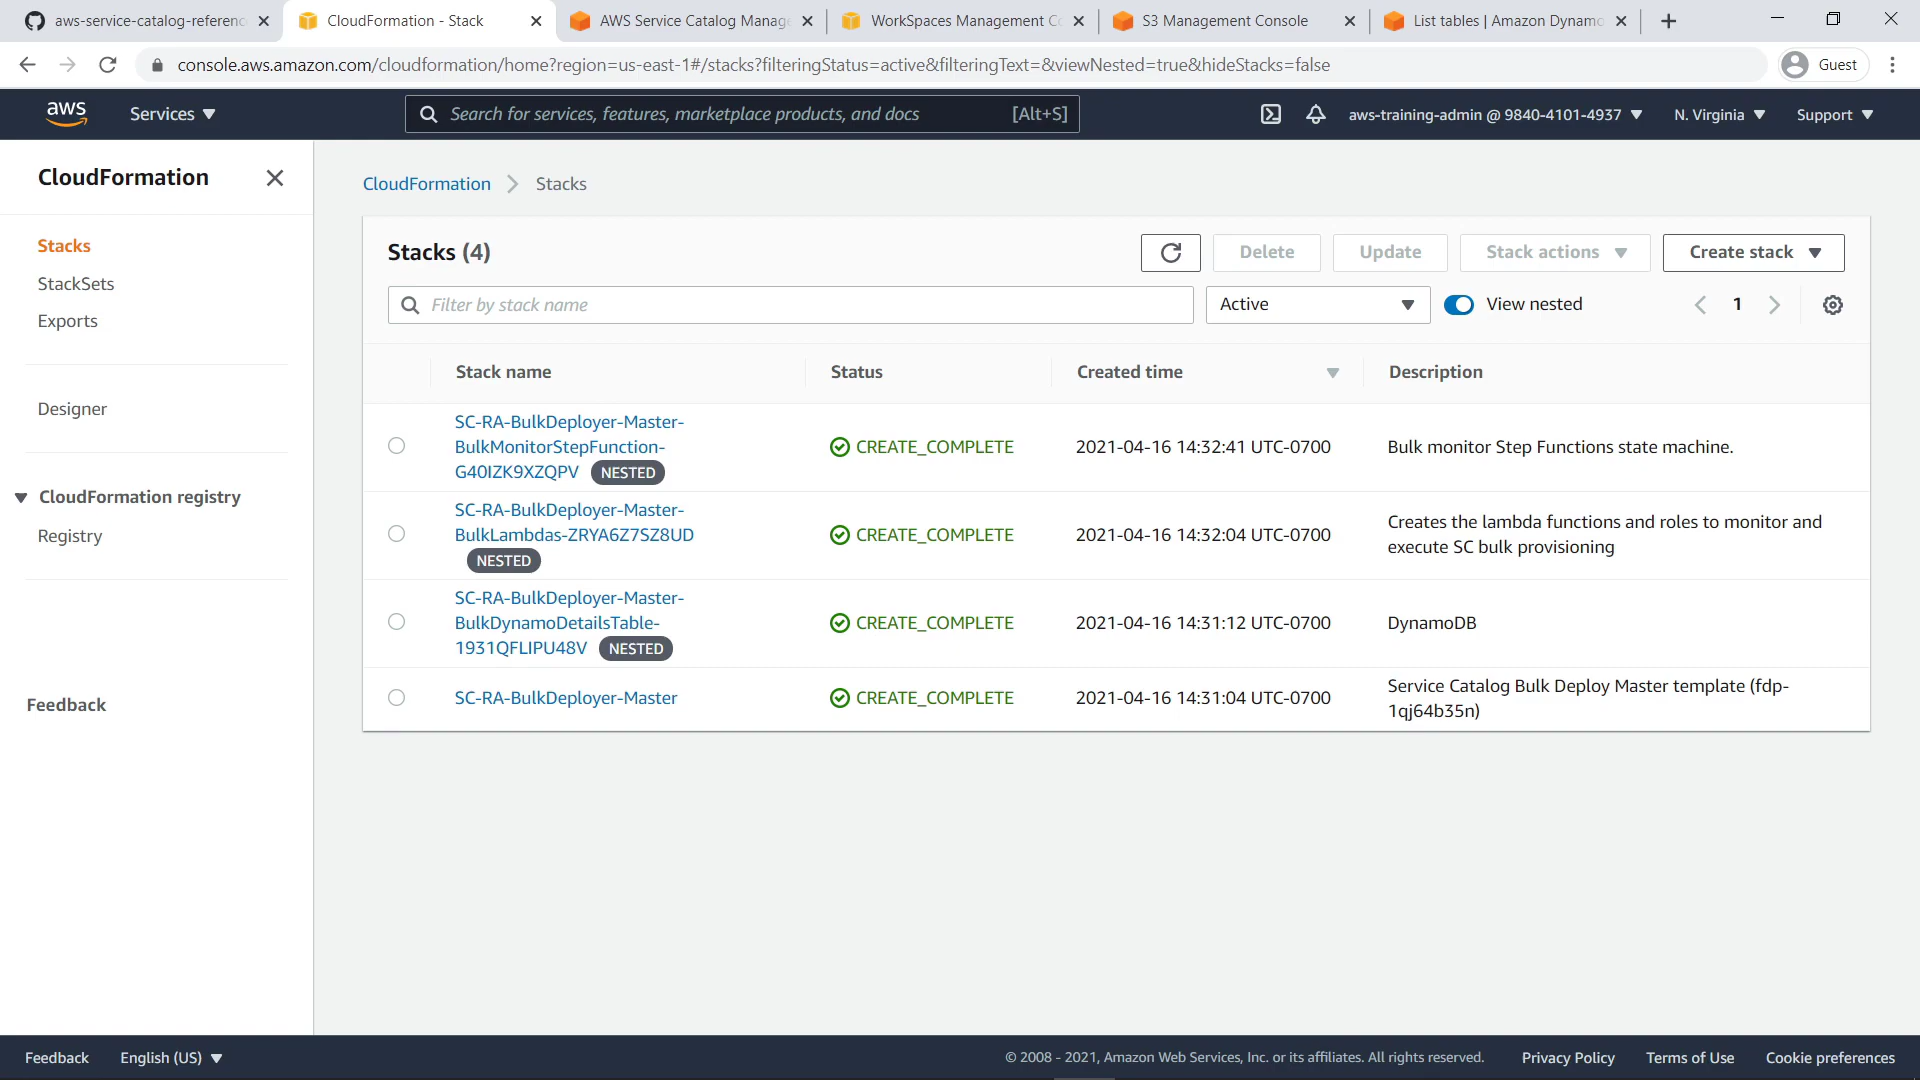 aws-service-catalog-referenc
CloudFormation - Stack
AWS Service Catalog Manage
WorkSpaces Management Co
S3 Management Console
List tables | Amazon Dynamo
console.aws.amazon.com/cloudformation/home?region=us-east-1#/stacks?filteringStatus=active&filteringText=&viewNested=true&hideStacks=false
Guest
aws
Services
Search for services, features, marketplace products, and docs
[Alt+S]
aws-training-admin @ 9840-4101-4937
N. Virginia
Support
CloudFormation
Stacks
StackSets
Exports
Designer
CloudFormation registry
Registry
Feedback
CloudFormation
Stacks
Stacks (4)
Delete
Update
Stack actions
Create stack
Filter by stack name
Active
View nested
1
Stack name
Status
Created time
Description
SC-RA-BulkDeployer-Master-
BulkMonitorStepFunction-
G40IZK9XZQPV NESTED
CREATE_COMPLETE
2021-04-16 14:32:41 UTC-0700
Bulk monitor Step Functions state machine.
SC-RA-BulkDeployer-Master-
BulkLambdas-ZRYA6Z7SZ8UD
NESTED
CREATE_COMPLETE
2021-04-16 14:32:04 UTC-0700
Creates the lambda functions and roles to monitor and
execute SC bulk provisioning
SC-RA-BulkDeployer-Master-
BulkDynamoDetailsTable-
1931QFLIPU48V NESTED
CREATE_COMPLETE
2021-04-16 14:31:12 UTC-0700
DynamoDB
SC-RA-BulkDeployer-Master
CREATE_COMPLETE
2021-04-16 14:31:04 UTC-0700
Service Catalog Bulk Deploy Master template (fdp-
1qj64b35n)
Feedback
English (US)
© 2008 - 2021, Amazon Web Services, Inc. or its affiliates. All rights reserved.
Privacy Policy
Terms of Use
Cookie preferences